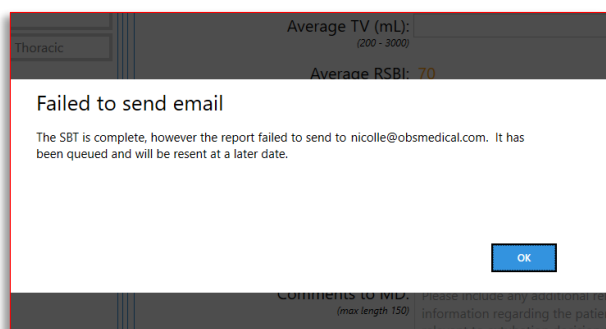 Average TV (mL):
(200 - 3000)
Thoracic
Average RSBI: 70
Failed to send email
The SBT is complete, however the report failed to send to nicolle@obsmedical.com. It has
been queued and will be resent at a later date.
OK
Comments to MD: Please include any additional re
(max length 150) information regarding the patie